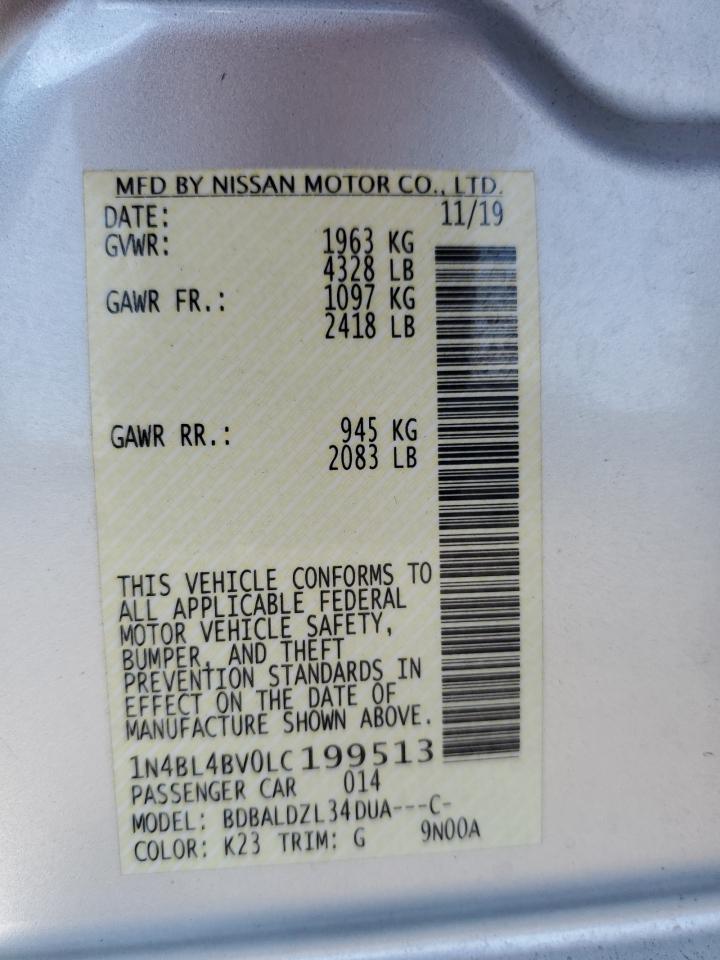 MFD BY NISSAN MOTOR CO., LTD.
DATE: 11/19
GVWR: 1963 KG
4328 LB
GAWR FR.: 1097 KG
2418 LB
GAWR RR.: 945 KG
2083 LB
THIS VEHICLE CONFORMS TO
ALL APPLICABLE FEDERAL
MOTOR VEHICLE SAFETY,
BUMPER, AND THEFT
PREVENTION STANDARDS IN
EFFECT ON THE DATE OF
MANUFACTURE SHOWN ABOVE.
1N4BL4BV0LC199513
PASSENGER CAR 014
MODEL: BDBALDZL34DUA---C-
COLOR: K23 TRIM: G 9N00A